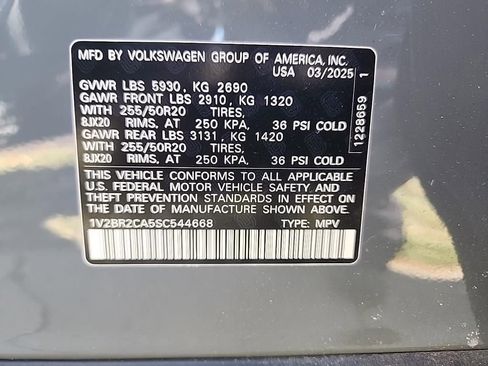 MFD BY VOLKSWAGEN GROUP OF AMERICA, INC.
USA 03/2025
GVWR LBS 5930, KG 2690
GAWR FRONT LBS 2910, KG 1320
WITH 255/50R20 TIRES,
8JX20 RIMS, AT 250 KPA, 36 PSI COLD
GAWR REAR LBS 3131, KG 1420
WITH 255/50R20 TIRES,
8JX20 RIMS, AT 250 KPA, 36 PSI COLD
THIS VEHICLE CONFORMS TO ALL APPLICABLE
U.S. FEDERAL MOTOR VEHICLE SAFETY AND
THEFT PREVENTION STANDARDS IN EFFECT ON
THE DATE OF MANUFACTURE SHOWN ABOVE.
1V2BR2CA5SC544668 TYPE: MPV
1228659 1